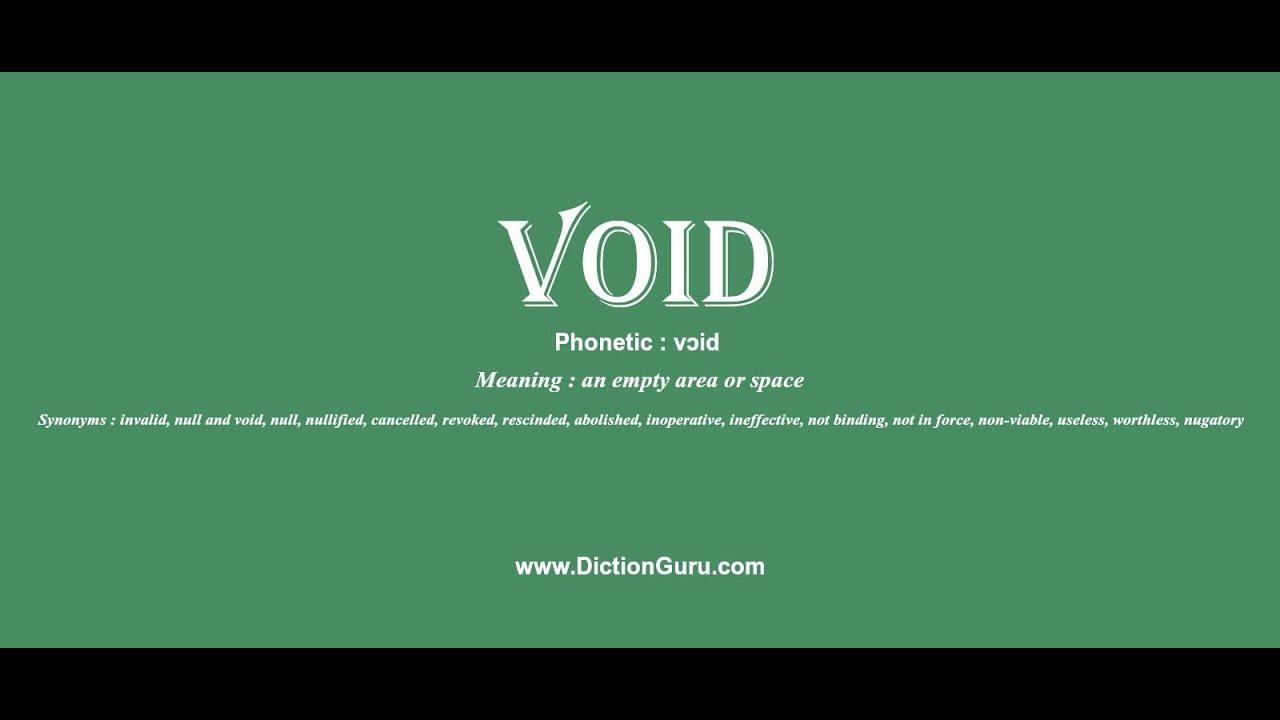 VOID
Phonetic : vɔid
Meaning : an empty area or space
Synonyms : invalid, null and void, null, nullified, cancelled, revoked, rescinded, abolished, inoperative, ineffective, not binding, not in force, non-viable, useless, worthless, nugatory
www.DictionGuru.com